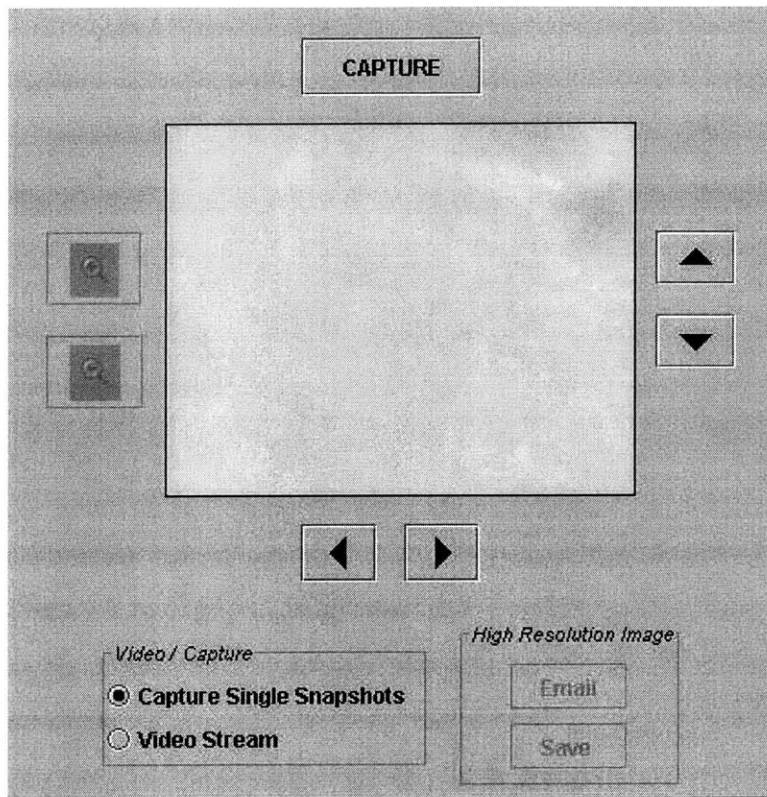 CAPTURE
Video / Capture
Capture Single Snapshots
Video Stream
High Resolution Image
Email
Save